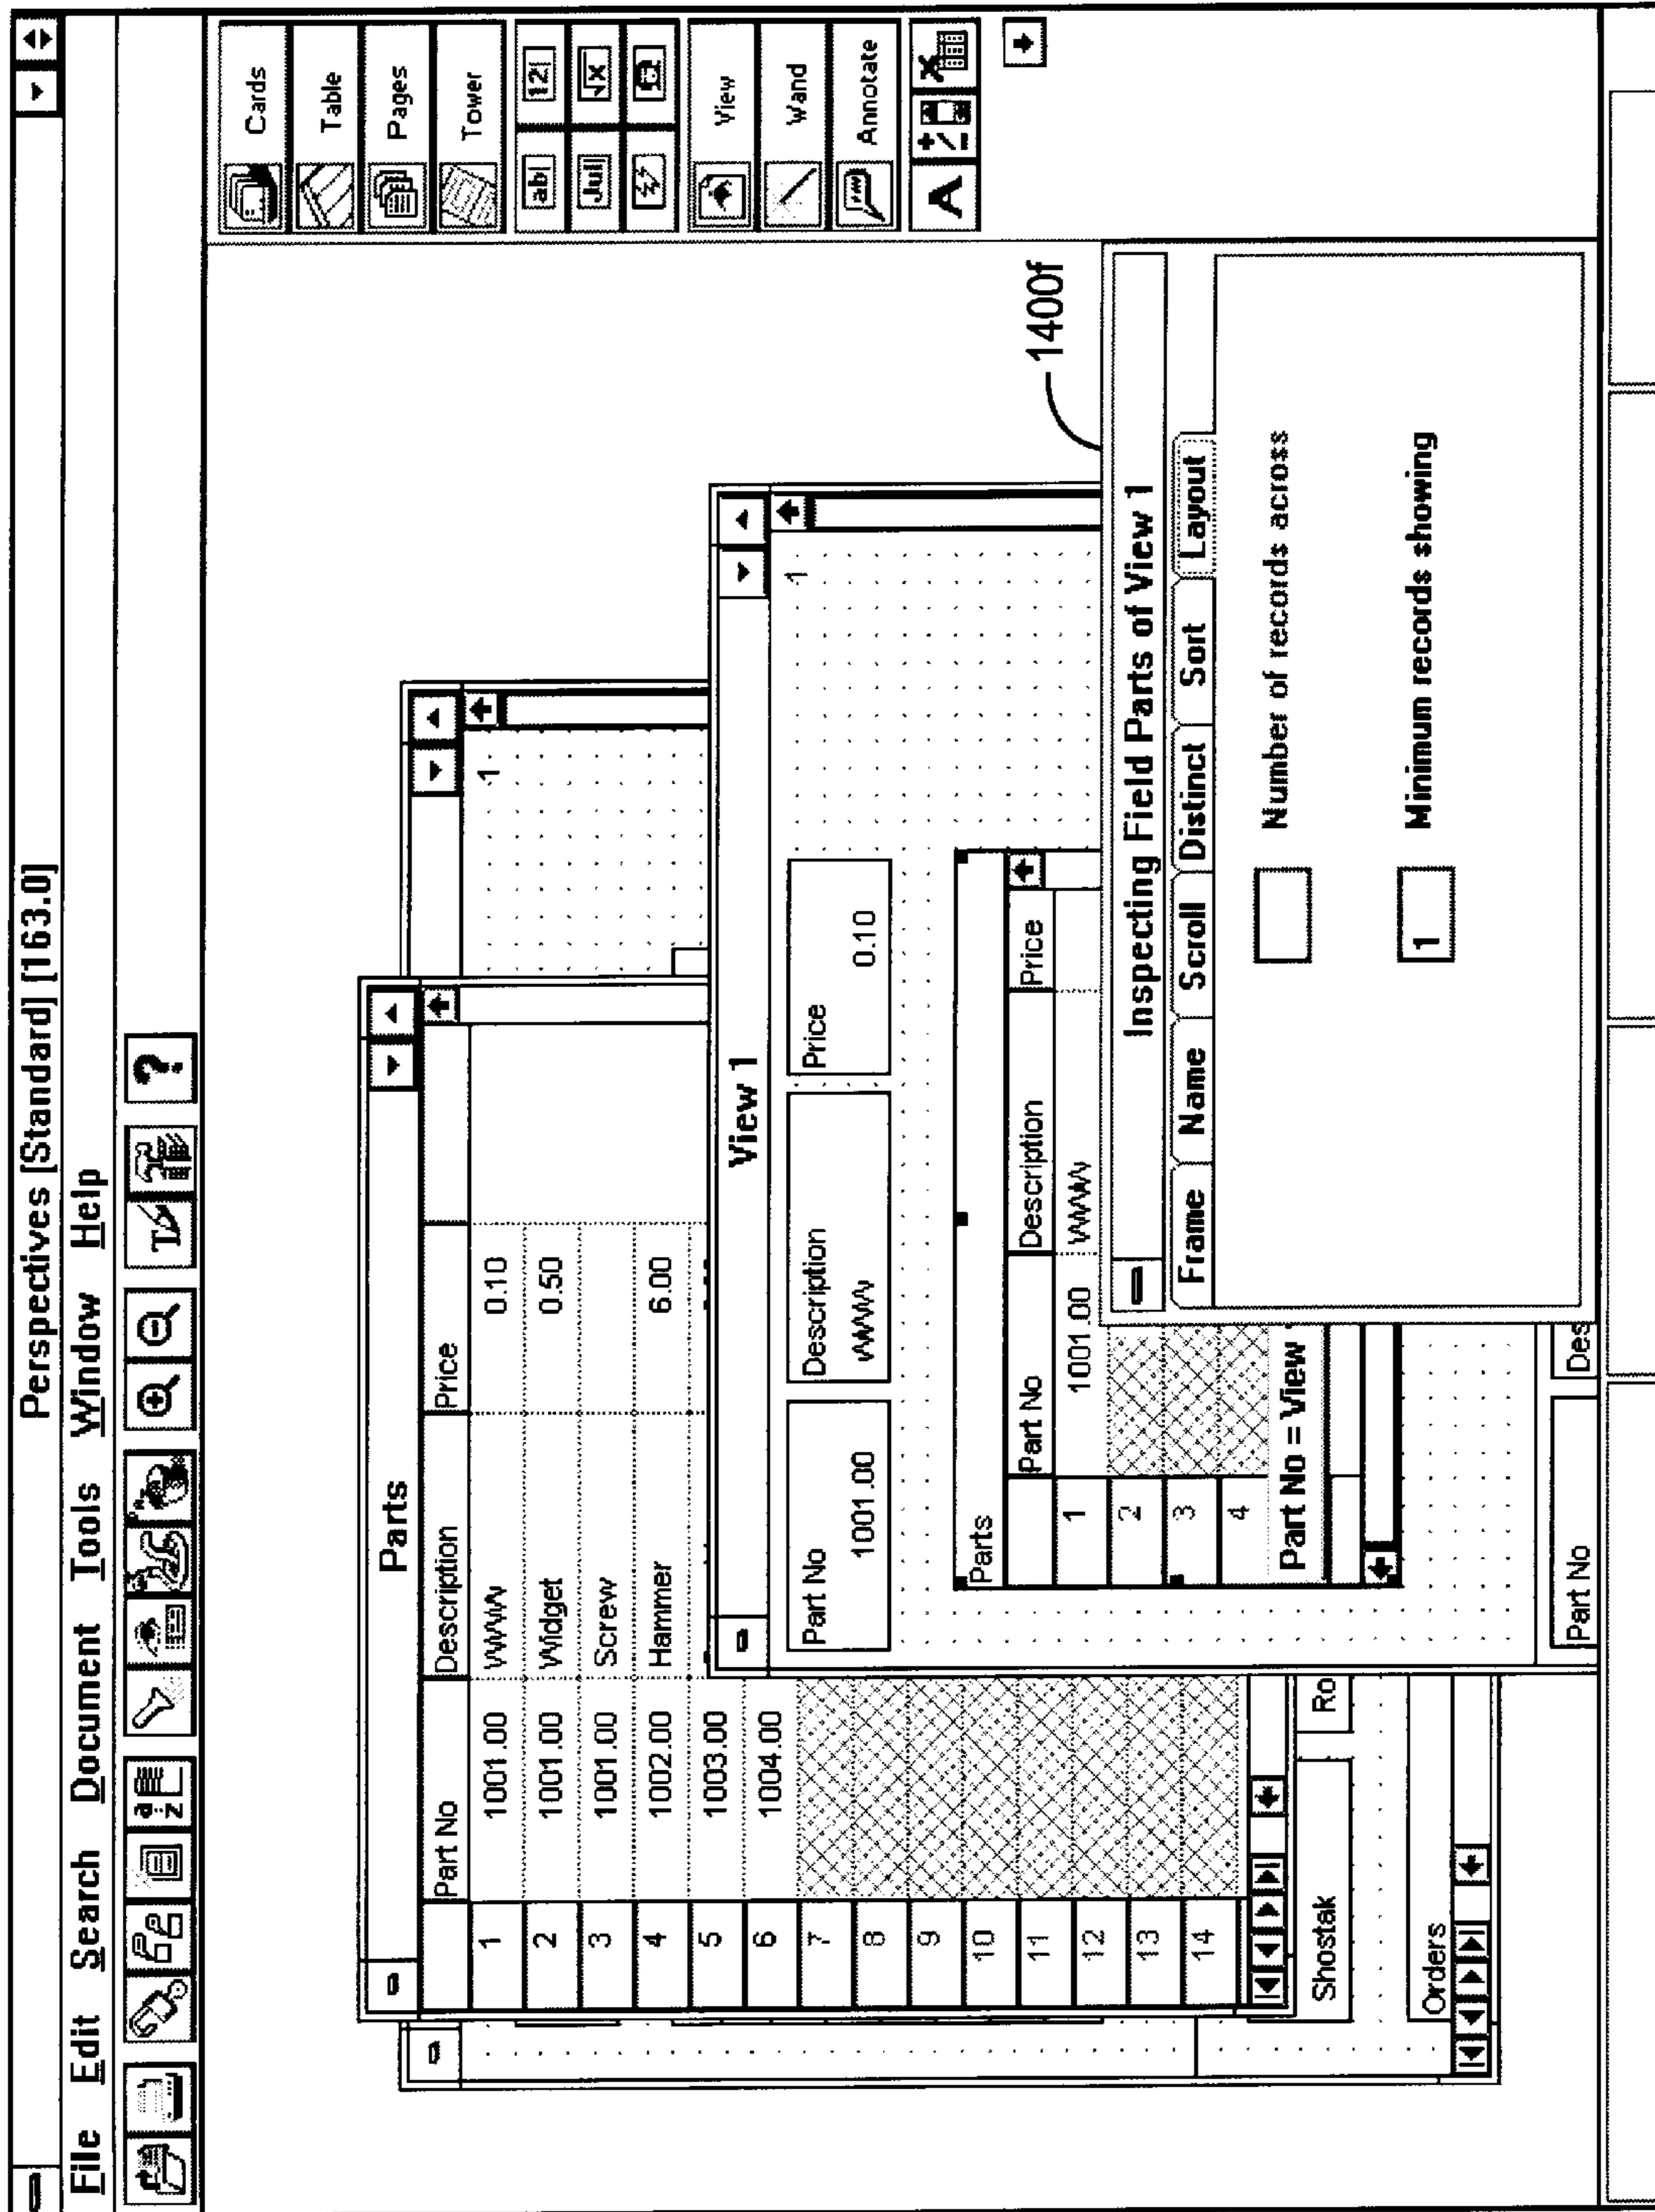 Perspectives [Standard] [163.0]
File Edit Search Document Tools Window Help
?
Cards
Table
Pages
Tower
ab| 12|
Jul| √x
View
Wand
Annotate
A
Parts
Part No Description Price
1 1001.00 WWW 0.10
2 1001.00 Widget 0.50
3 1001.00 Screw
4 1002.00 Hammer 6.00
5 1003.00
6 1004.00
7
8
9
10
11
12
13
14
1
Shostak Ro
Orders
View 1
1
Part No Description Price
1001.00 WWW 0.10
Parts
Part No Description Price
1 1001.00 WWW
2
3
4
Part No = View
Part No Des
1400f
Inspecting Field Parts of View 1
Frame Name Scroll Distinct Sort Layout
Number of records across
1 Minimum records showing